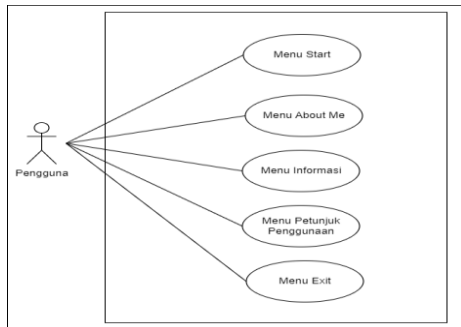 Menu Start
Menu About Me
Pengguna
Menu Informasi
Menu Petunjuk
Penggunaan
Menu Exit